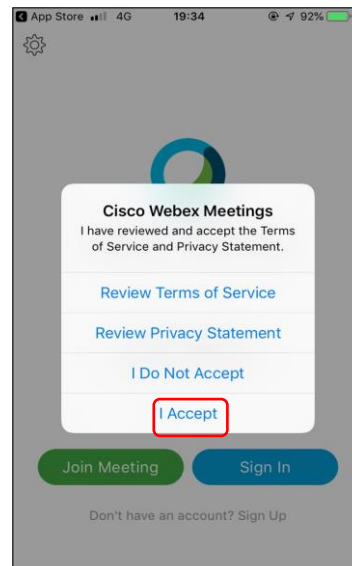 App Store 4G 19:34 92%
Cisco Webex Meetings
I have reviewed and accept the Terms
of Service and Privacy Statement.
Review Terms of Service
Review Privacy Statement
I Do Not Accept
I Accept
Join Meeting Sign In
Don't have an account? Sign Up